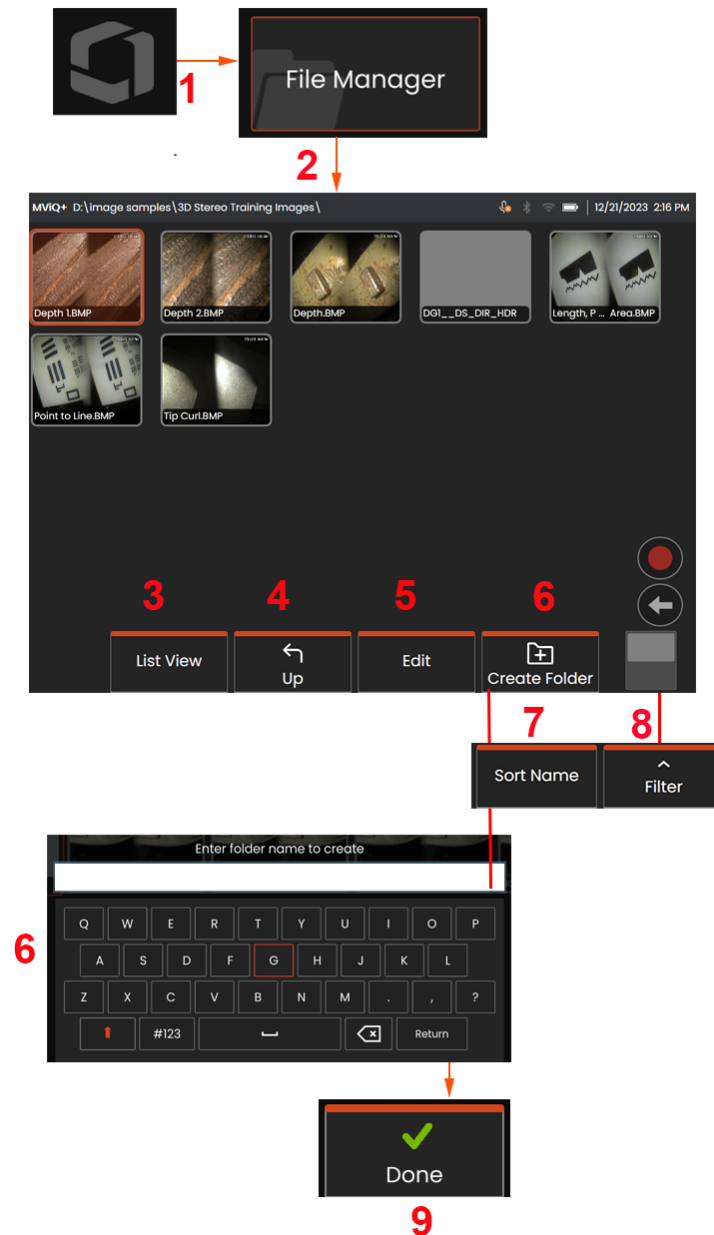 1
File Manager
2
MViQ+ D:\image samples\3D Stereo Training Images\ 12/21/2023 2:16 PM
Depth 1.BMP Depth 2.BMP Depth.BMP DG1__DS_DIR_HDR Length, P ... Area.BMP
Point to Line.BMP Tip Curl.BMP
3 4 5 6
List View Up Edit Create Folder
7 8
Sort Name Filter
Enter folder name to create
6
Q W E R T Y U I O P
A S D F G H J K L
Z X C V B N M . , ?
#123 Return
Done
9